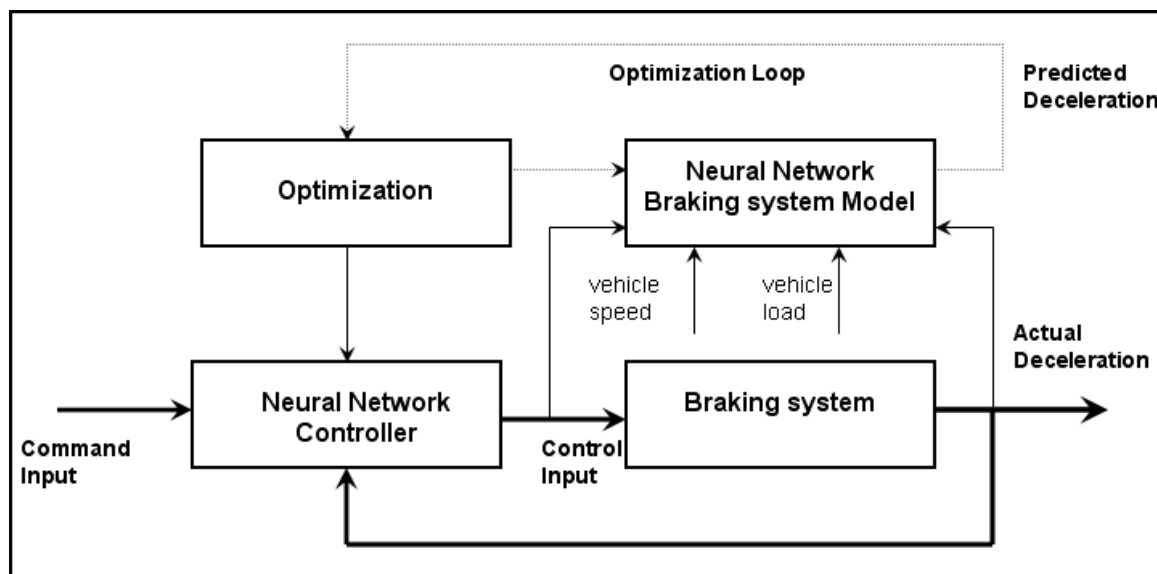 Optimization Loop
Predicted
Deceleration
Optimization
Neural Network
Braking system Model
vehicle
speed
vehicle
load
Actual
Deceleration
Neural Network
Controller
Braking system
Command
Input
Control
Input